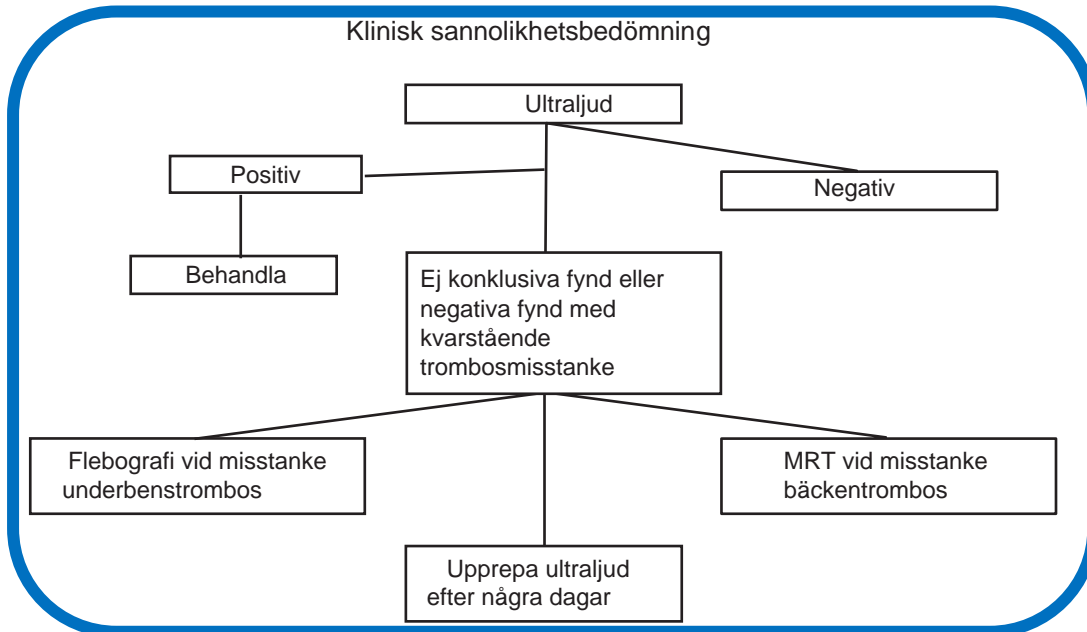 Klinisk sannolikhetsbedömning
Ultraljud
Positiv
Negativ
Behandla
Ej konklusiva fynd eller
negativa fynd med
kvarstående
trombosmisstanke
Flebografi vid misstanke
underbenstrombos
MRT vid misstanke
bäckentrombos
Upprepa ultraljud
efter några dagar